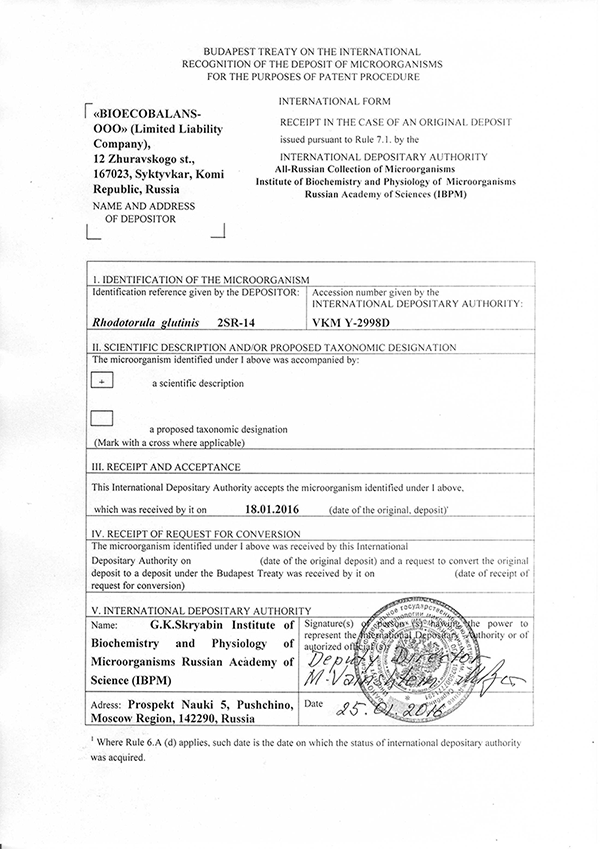 BUDAPEST TREATY ON THE INTERNATIONAL
RECOGNITION OF THE DEPOSIT OF MICROORGANISMS
FOR THE PURPOSES OF PATENT PROCEDURE
«BIOECOBALANS-
OOO» (Limited Liability
Company),
12 Zhuravskogo st.,
167023, Syktyvkar, Komi
Republic, Russia
NAME AND ADDRESS
OF DEPOSITOR
INTERNATIONAL FORM
RECEIPT IN THE CASE OF AN ORIGINAL DEPOSIT
issued pursuant to Rule 7.1. by the
INTERNATIONAL DEPOSITARY AUTHORITY
All-Russian Collection of Microorganisms
Institute of Biochemistry and Physiology of Microorganisms
Russian Academy of Sciences (IBPM)
I. IDENTIFICATION OF THE MICROORGANISM
Identification reference given by the DEPOSITOR:
Rhodotorula glutinis 2SR-14
Accession number given by the
INTERNATIONAL DEPOSITARY AUTHORITY:
VKM Y-2998D
II. SCIENTIFIC DESCRIPTION AND/OR PROPOSED TAXONOMIC DESIGNATION
The microorganism identified under I above was accompanied by:
+ a scientific description
a proposed taxonomic designation
(Mark with a cross where applicable)
III. RECEIPT AND ACCEPTANCE
This International Depositary Authority accepts the microorganism identified under I above,
which was received by it on 18.01.2016 (date of the original, deposit)¹
IV. RECEIPT OF REQUEST FOR CONVERSION
The microorganism identified under I above was received by this International
Depositary Authority on (date of the original deposit) and a request to convert the original
deposit to a deposit under the Budapest Treaty was received by it on (date of receipt of
request for conversion)
V. INTERNATIONAL DEPOSITARY AUTHORITY
Name: G.K.Skryabin Institute of
Biochemistry and Physiology of
Microorganisms Russian Academy of
Science (IBPM)
Signature(s) of person (s) having the power to
represent the International Depositary Authority or of
autorized official(s):
Deputy Director
M. Vainshtein
Adress: Prospekt Nauki 5, Pushchino,
Moscow Region, 142290, Russia
Date
25.01.2016
¹ Where Rule 6.A (d) applies, such date is the date on which the status of international depositary authority
was acquired.